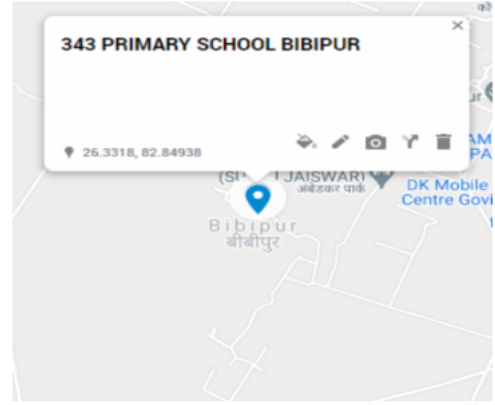 343 PRIMARY SCHOOL BIBIPUR
26.3318, 82.84938
JAISWAR)
अंबेडकर पार्क
DK Mobile
Centre Govi
Bibipur
बीबीपुर